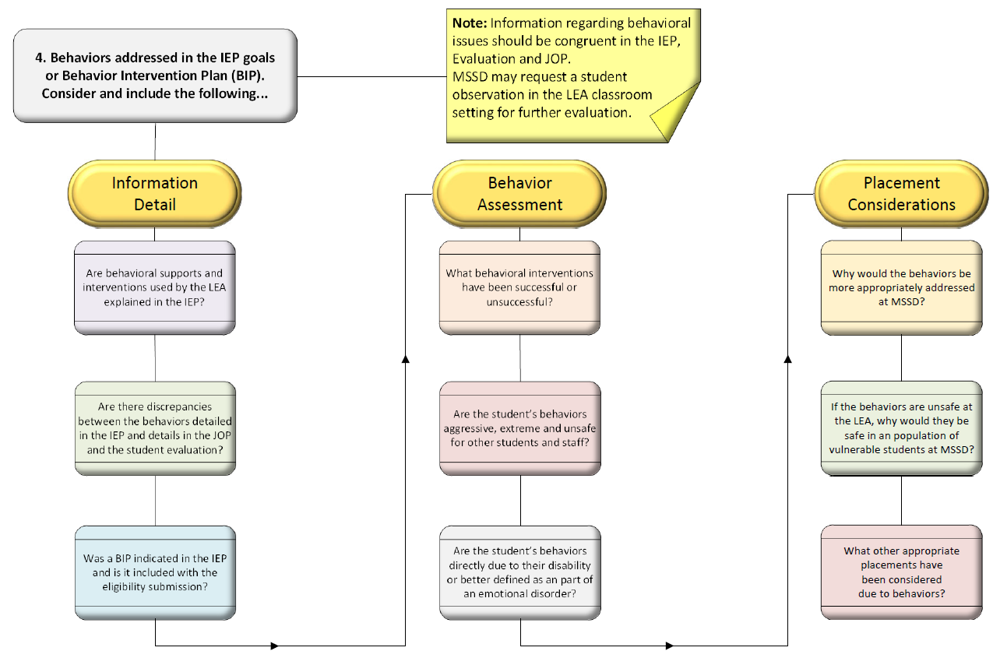 4. Behaviors addressed in the IEP goals
or Behavior Intervention Plan (BIP).
Consider and include the following...
Note: Information regarding behavioral
issues should be congruent in the IEP,
Evaluation and JOP.
MSSD may request a student
observation in the LEA classroom
setting for further evaluation.
Information
Detail
Are behavioral supports and
interventions used by the LEA
explained in the IEP?
Are there discrepancies
between the behaviors detailed
in the IEP and details in the JOP
and the student evaluation?
Was a BIP indicated in the IEP
and is it included with the
eligibility submission?
Behavior
Assessment
What behavioral interventions
have been successful or
unsuccessful?
Are the student’s behaviors
aggressive, extreme and unsafe
for other students and staff?
Are the student’s behaviors
directly due to their disability
or better defined as an part of
an emotional disorder?
Placement
Considerations
Why would the behaviors be
more appropriately addressed
at MSSD?
If the behaviors are unsafe at
the LEA, why would they be
safe in an population of
vulnerable students at MSSD?
What other appropriate
placements have
been considered
due to behaviors?